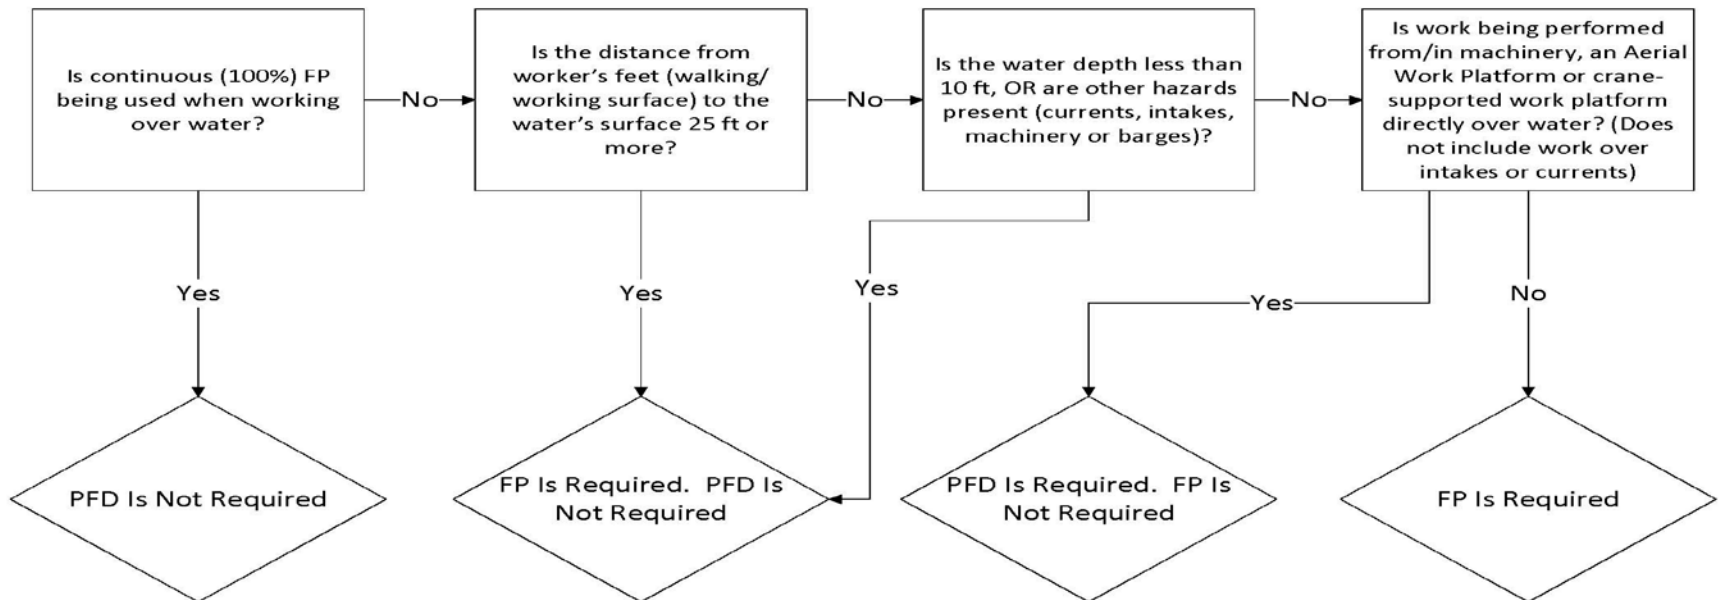 Is continuous (100%) FP
being used when working
over water?
No
Is the distance from
worker's feet (walking/
working surface) to the
water's surface 25 ft or
more?
No
Is the water depth less than
10 ft, OR are other hazards
present (currents, intakes,
machinery or barges)?
No
Is work being performed
from/in machinery, an Aerial
Work Platform or crane-
supported work platform
directly over water? (Does
not include work over
intakes or currents)
Yes
Yes
Yes
Yes
No
PFD Is Not Required
FP Is Required.  PFD Is
Not Required
PFD Is Required.  FP Is
Not Required
FP Is Required